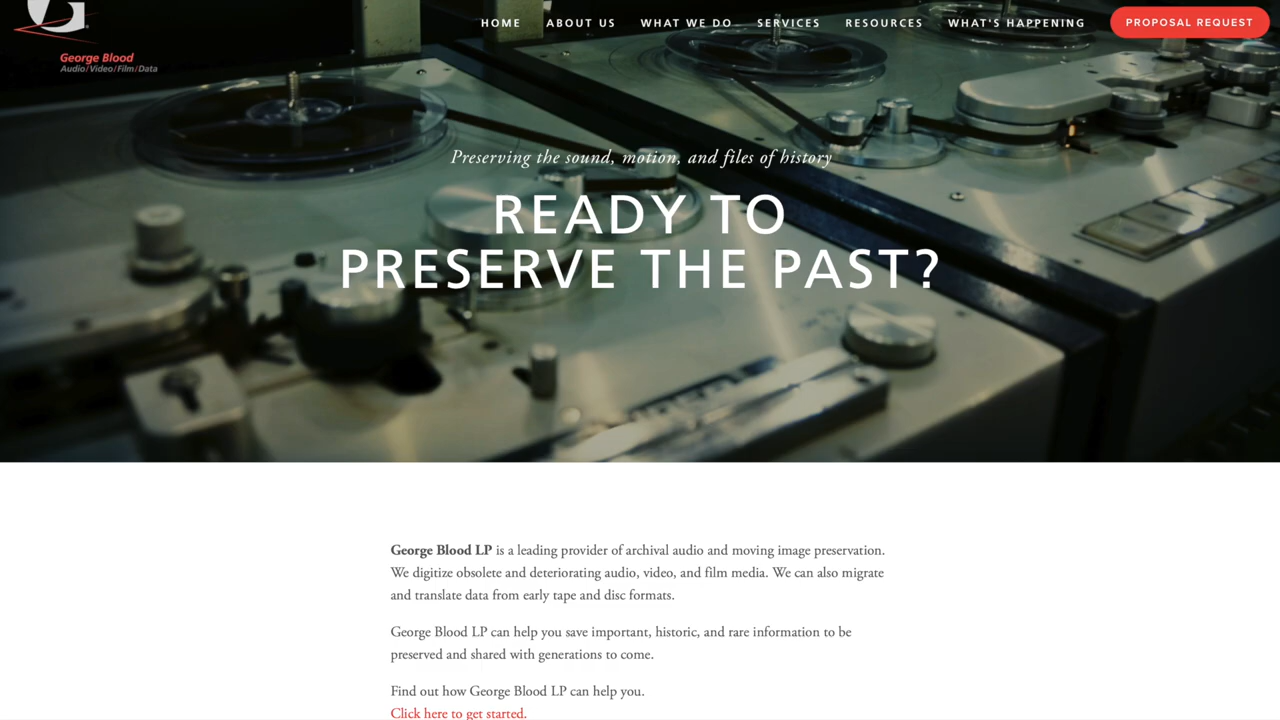 HOME ABOUT US WHAT WE DO SERVICES RESOURCES WHAT'S HAPPENING PROPOSAL REQUEST
George Blood
Audio/Video/Film/Data
Preserving the sound, motion, and files of history
READY TO
PRESERVE THE PAST?
George Blood LP is a leading provider of archival audio and moving image preservation.
We digitize obsolete and deteriorating audio, video, and film media. We can also migrate
and translate data from early tape and disc formats.
George Blood LP can help you save important, historic, and rare information to be
preserved and shared with generations to come.
Find out how George Blood LP can help you.
Click here to get started.